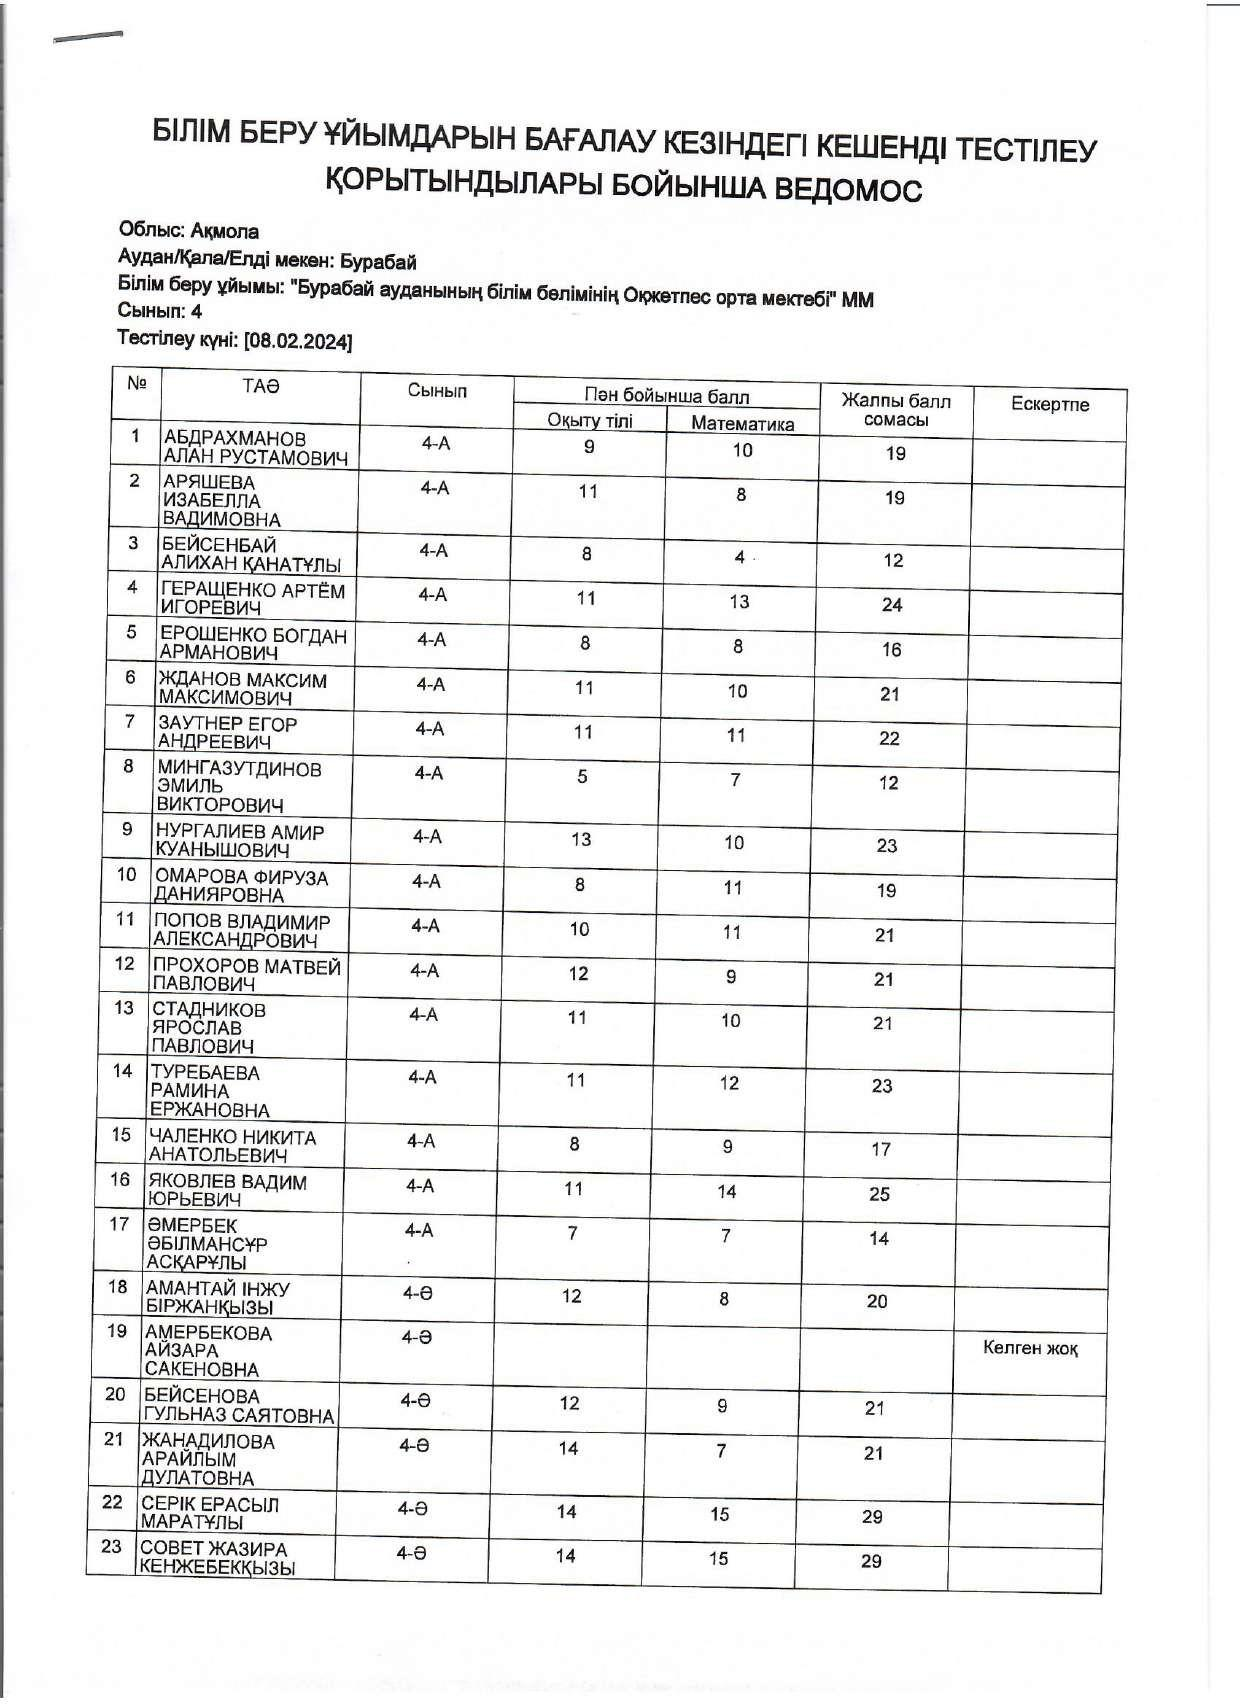 БІЛІМ БЕРУ ҰЙЫМДАРЫН БАҒАЛАУ КЕЗІНДЕГІ КЕШЕНДІ ТЕСТІЛЕУ
ҚОРЫТЫНДЫЛАРЫ БОЙЫНША ВЕДОМОС
Облыс: Ақмола
Аудан/Қала/Елді мекен: Бурабай
Білім беру ұйымы: "Бурабай ауданының білім бөлімінің Оқжетпес орта мектебі" ММ
Сынып: 4
Тестілеу күні: [08.02.2024]
№ ТАӘ Сынып Пән бойынша балл Жалпы балл сомасы Ескертпе
Оқыту тілі Математика
1 АБДРАХМАНОВ АЛАН РУСТАМОВИЧ 4-А 9 10 19
2 АРЯШЕВА ИЗАБЕЛЛА ВАДИМОВНА 4-А 11 8 19
3 БЕЙСЕНБАЙ АЛИХАН ҚАНАТҰЛЫ 4-А 8 4 12
4 ГЕРАЩЕНКО АРТЁМ ИГОРЕВИЧ 4-А 11 13 24
5 ЕРОШЕНКО БОГДАН АРМАНОВИЧ 4-А 8 8 16
6 ЖДАНОВ МАКСИМ МАКСИМОВИЧ 4-А 11 10 21
7 ЗАУТНЕР ЕГОР АНДРЕЕВИЧ 4-А 11 11 22
8 МИНГАЗУТДИНОВ ЭМИЛЬ ВИКТОРОВИЧ 4-А 5 7 12
9 НУРГАЛИЕВ АМИР КУАНЫШОВИЧ 4-А 13 10 23
10 ОМАРОВА ФИРУЗА ДАНИЯРОВНА 4-А 8 11 19
11 ПОПОВ ВЛАДИМИР АЛЕКСАНДРОВИЧ 4-А 10 11 21
12 ПРОХОРОВ МАТВЕЙ ПАВЛОВИЧ 4-А 12 9 21
13 СТАДНИКОВ ЯРОСЛАВ ПАВЛОВИЧ 4-А 11 10 21
14 ТУРЕБАЕВА РАМИНА ЕРЖАНОВНА 4-А 11 12 23
15 ЧАЛЕНКО НИКИТА АНАТОЛЬЕВИЧ 4-А 8 9 17
16 ЯКОВЛЕВ ВАДИМ ЮРЬЕВИЧ 4-А 11 14 25
17 ӘМЕРБЕК ӘБІЛМАНСҰР АСҚАРҰЛЫ 4-А 7 7 14
18 АМАНТАЙ ІНЖУ БІРЖАНҚЫЗЫ 4-Ә 12 8 20
19 АМЕРБЕКОВА АЙЗАРА САКЕНОВНА 4-Ә Келген жоқ
20 БЕЙСЕНОВА ГУЛЬНАЗ САЯТОВНА 4-Ә 12 9 21
21 ЖАНАДИЛОВА АРАЙЛЫМ ДУЛАТОВНА 4-Ә 14 7 21
22 СЕРІК ЕРАСЫЛ МАРАТҰЛЫ 4-Ә 14 15 29
23 СОВЕТ ЖАЗИРА КЕНЖЕБЕКҚЫЗЫ 4-Ә 14 15 29